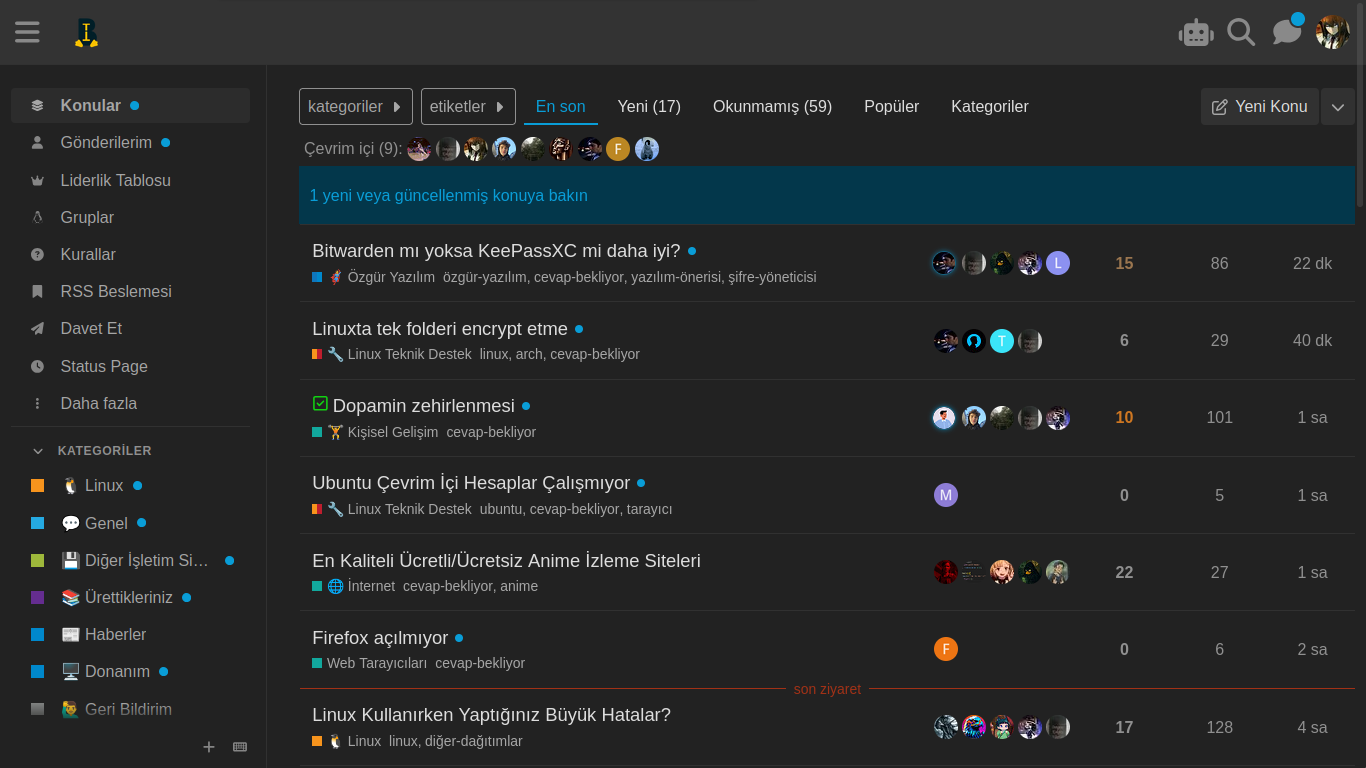 kategoriler
etiketler
En son
Yeni (17)
Okunmamış (59)
Popüler
Kategoriler
Yeni Konu
Çevrim içi (9):
F
1 yeni veya güncellenmiş konuya bakın
Konular
Gönderilerim
Liderlik Tablosu
Gruplar
Kurallar
RSS Beslemesi
Davet Et
Status Page
Daha fazla
KATEGORİLER
Linux
Genel
Diğer İşletim Si...
Ürettikleriniz
Haberler
Donanım
Geri Bildirim
Bitwarden mı yoksa KeePassXC mi daha iyi?
Özgür Yazılım özgür-yazılım, cevap-bekliyor, yazılım-önerisi, şifre-yöneticisi
L
15
86
22 dk
Linuxta tek folderi encrypt etme
Linux Teknik Destek linux, arch, cevap-bekliyor
T
6
29
40 dk
Dopamin zehirlenmesi
Kişisel Gelişim cevap-bekliyor
10
101
1 sa
Ubuntu Çevrim İçi Hesaplar Çalışmıyor
Linux Teknik Destek ubuntu, cevap-bekliyor, tarayıcı
M
0
5
1 sa
En Kaliteli Ücretli/Ücretsiz Anime İzleme Siteleri
İnternet cevap-bekliyor, anime
22
27
1 sa
Firefox açılmıyor
Web Tarayıcıları cevap-bekliyor
F
0
6
2 sa
son ziyaret
Linux Kullanırken Yaptığınız Büyük Hatalar?
Linux linux, diğer-dağıtımlar
17
128
4 sa